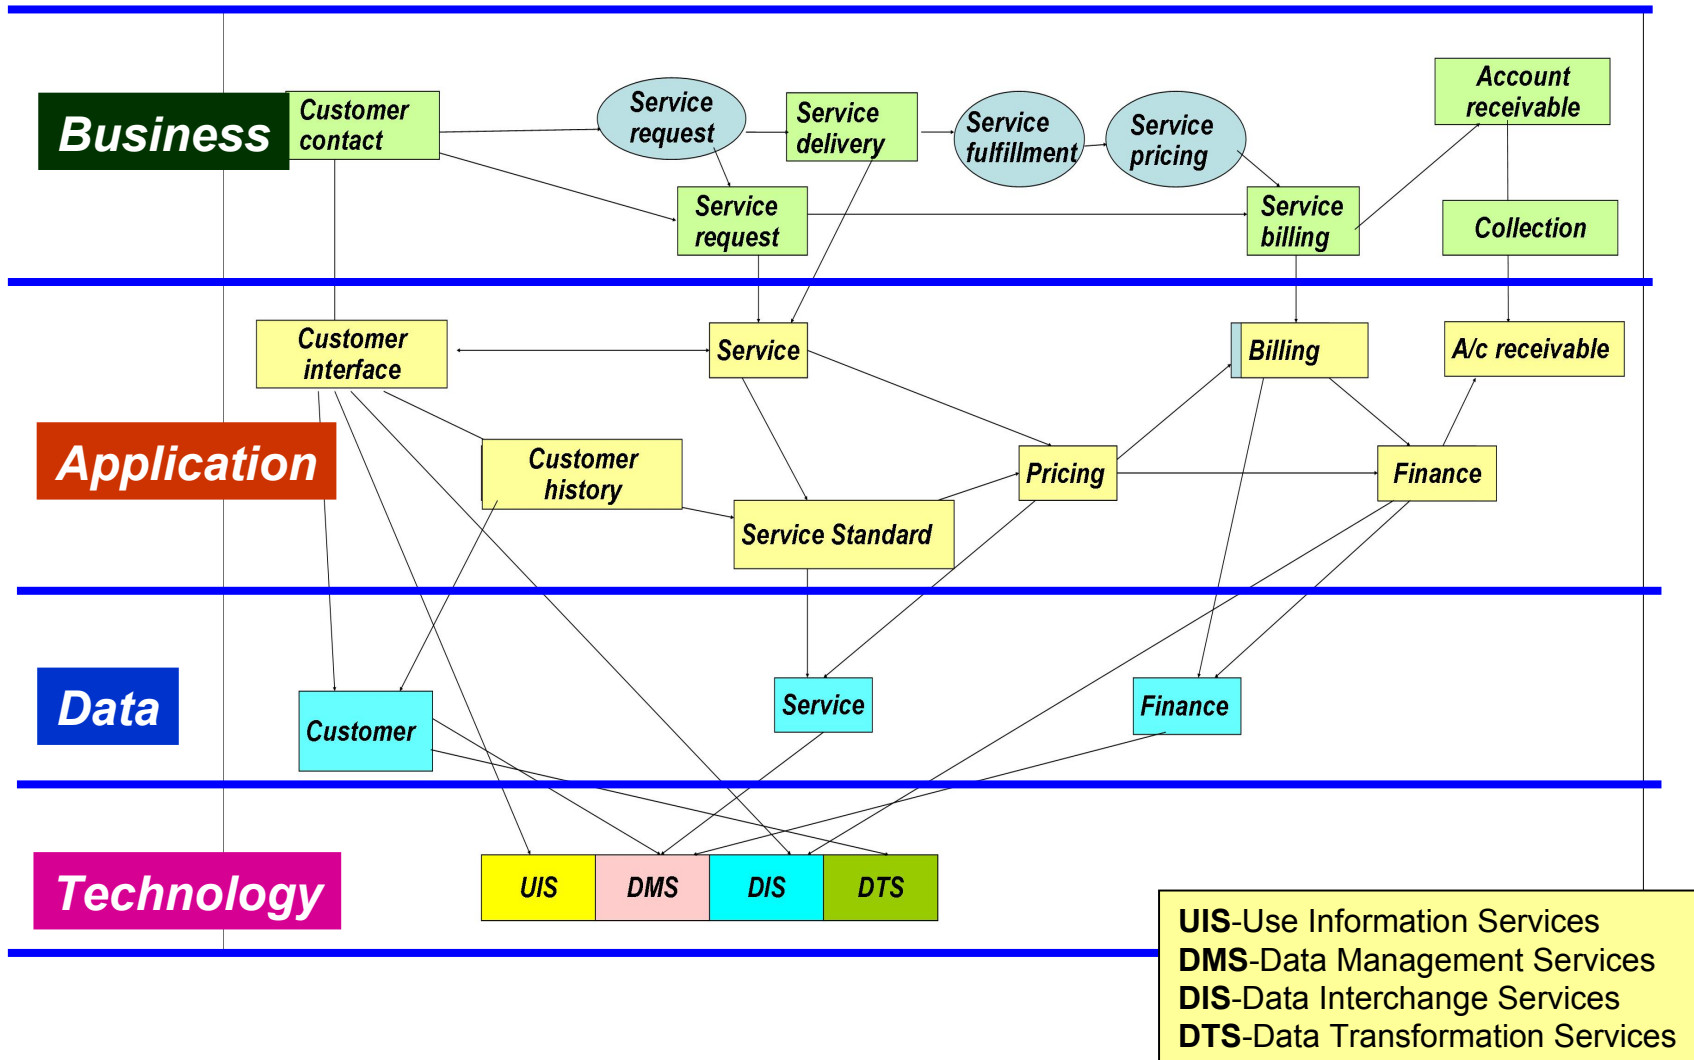 Business
Customer
contact
Service
request
Service
delivery
Service
fulfillment
Service
pricing
Account
receivable
Service
request
Service
billing
Collection
Application
Customer
interface
Service
Billing
A/c receivable
Customer
history
Service Standard
Pricing
Finance
Data
Customer
Service
Finance
Technology
UIS
DMS
DIS
DTS
UIS-Use Information Services
DMS-Data Management Services
DIS-Data Interchange Services
DTS-Data Transformation Services